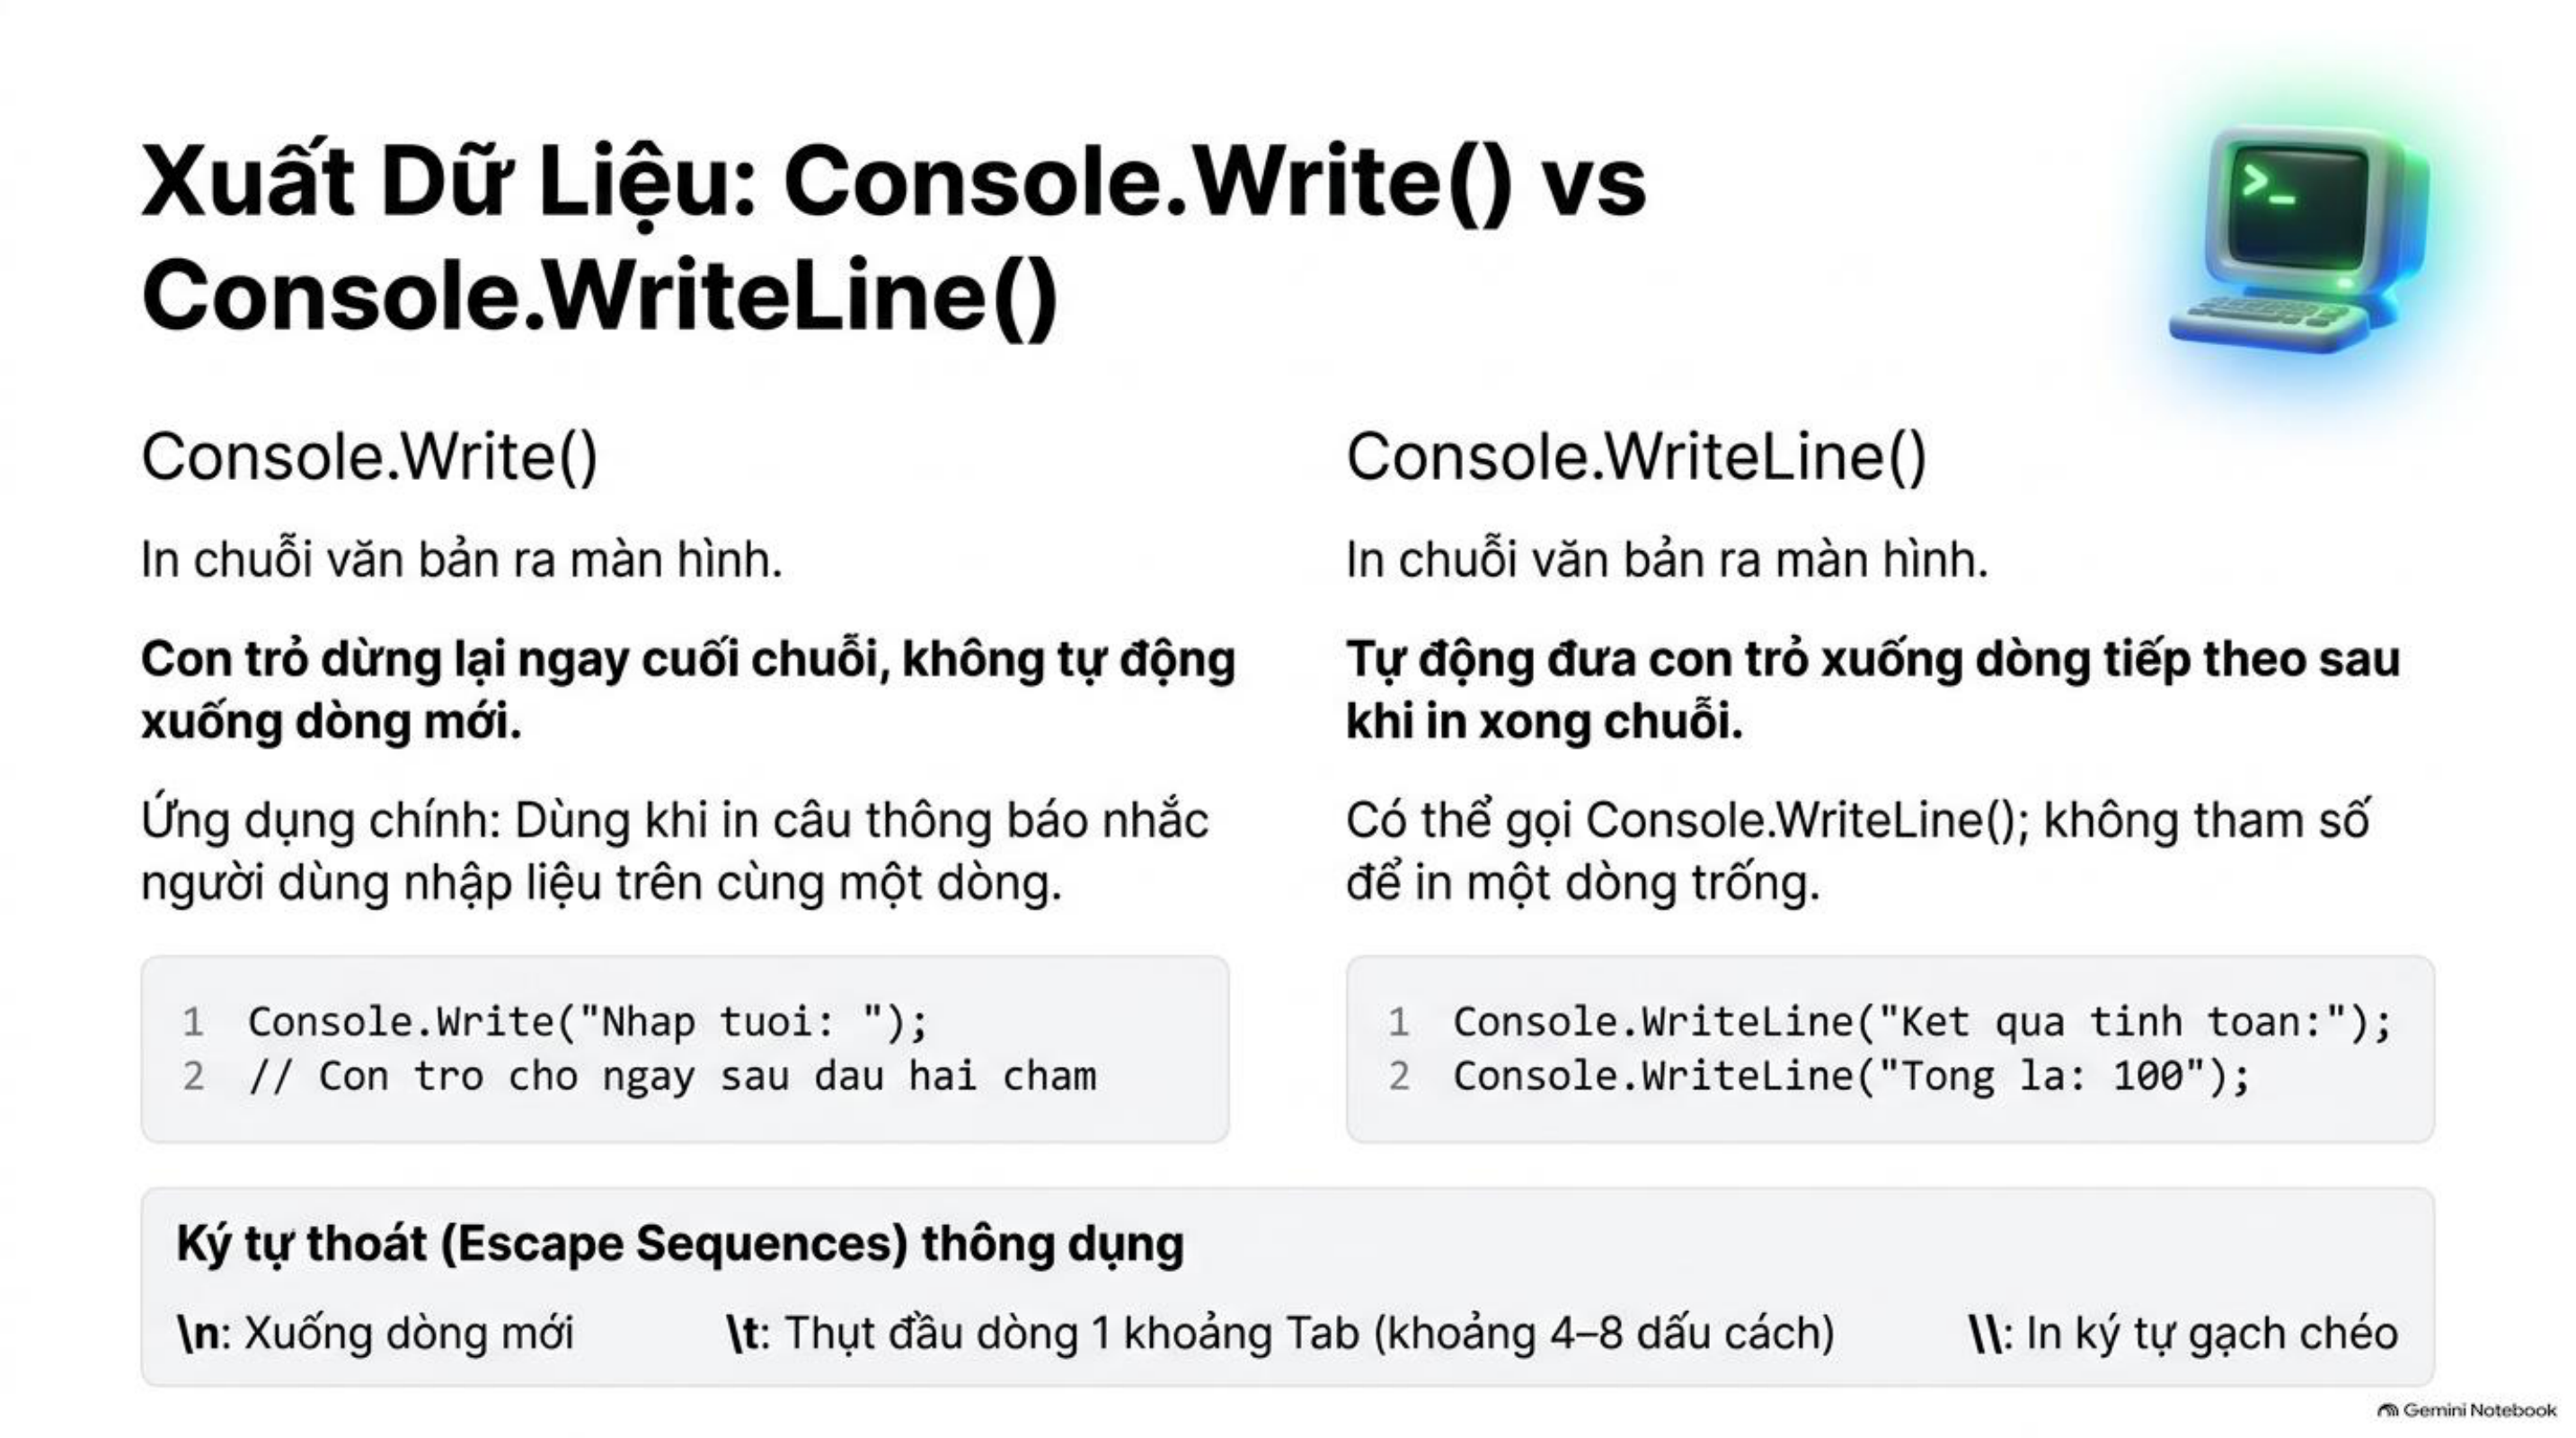 Xuất Dữ Liệu: Console.Write() vs
Console.WriteLine()
>_
Console.Write()
In chuỗi văn bản ra màn hình.
Con trỏ dừng lại ngay cuối chuỗi, không tự động
xuống dòng mới.
Ứng dụng chính: Dùng khi in câu thông báo nhắc
người dùng nhập liệu trên cùng một dòng.
1 Console.Write("Nhap tuoi: ");
2 // Con tro cho ngay sau dau hai cham
Console.WriteLine()
In chuỗi văn bản ra màn hình.
Tự động đưa con trỏ xuống dòng tiếp theo sau
khi in xong chuỗi.
Có thể gọi Console.WriteLine(); không tham số
để in một dòng trống.
1 Console.WriteLine("Ket qua tinh toan:");
2 Console.WriteLine("Tong la: 100");
Ký tự thoát (Escape Sequences) thông dụng
\n: Xuống dòng mới \t: Thụt đầu dòng 1 khoảng Tab (khoảng 4–8 dấu cách) \\: In ký tự gạch chéo
Gemini Notebook